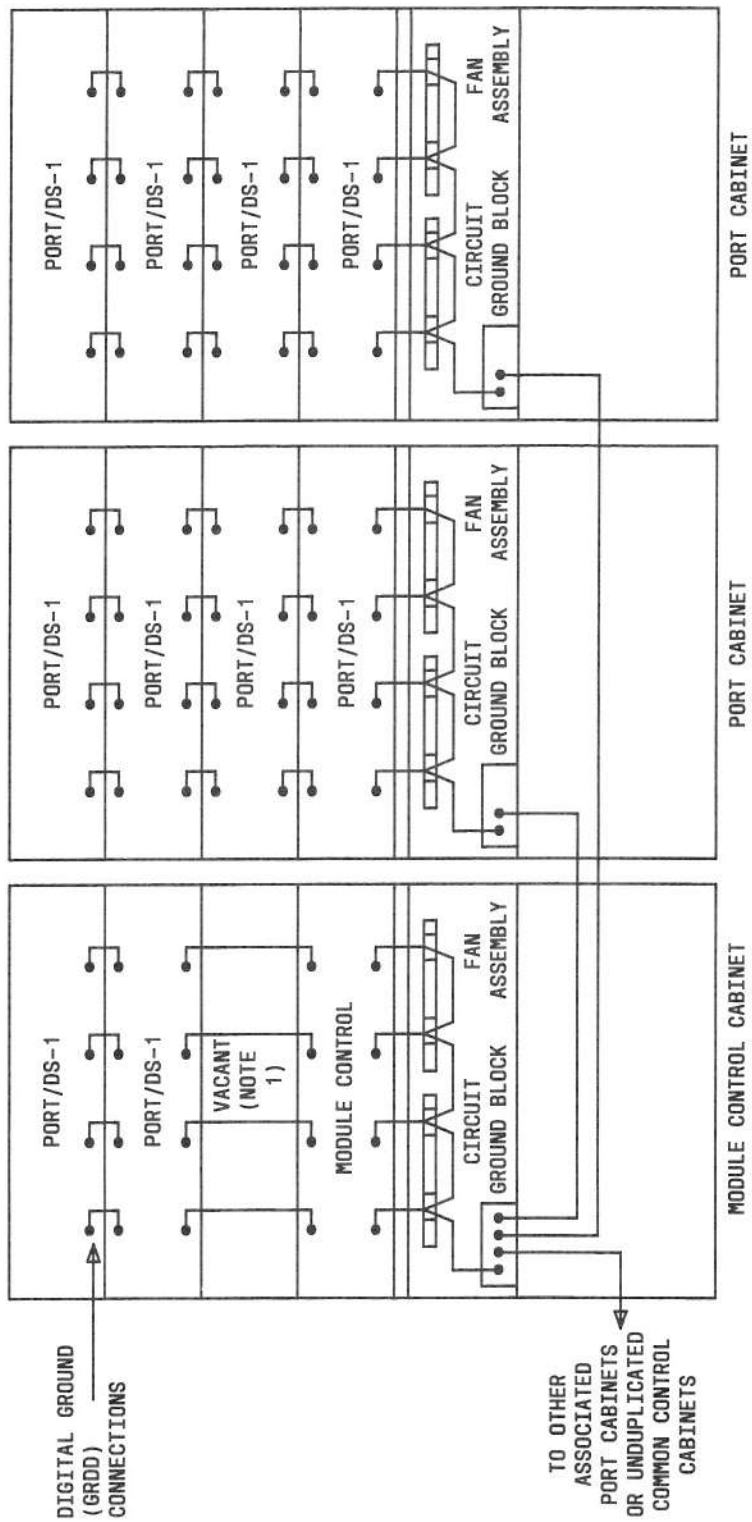 DIGITAL GROUND
(GRDD)
CONNECTIONS
PORT/DS-1
PORT/DS-1
VACANT
(NOTE
1)
MODULE CONTROL
CIRCUIT
GROUND BLOCK
FAN
ASSEMBLY
TO OTHER
ASSOCIATED
PORT CABINETS
OR UNDUPLICATED
COMMON CONTROL
CABINETS
MODULE CONTROL CABINET
PORT/DS-1
PORT/DS-1
PORT/DS-1
PORT/DS-1
CIRCUIT
GROUND BLOCK
FAN
ASSEMBLY
PORT CABINET
PORT/DS-1
PORT/DS-1
PORT/DS-1
PORT/DS-1
CIRCUIT
GROUND BLOCK
FAN
ASSEMBLY
PORT CABINET